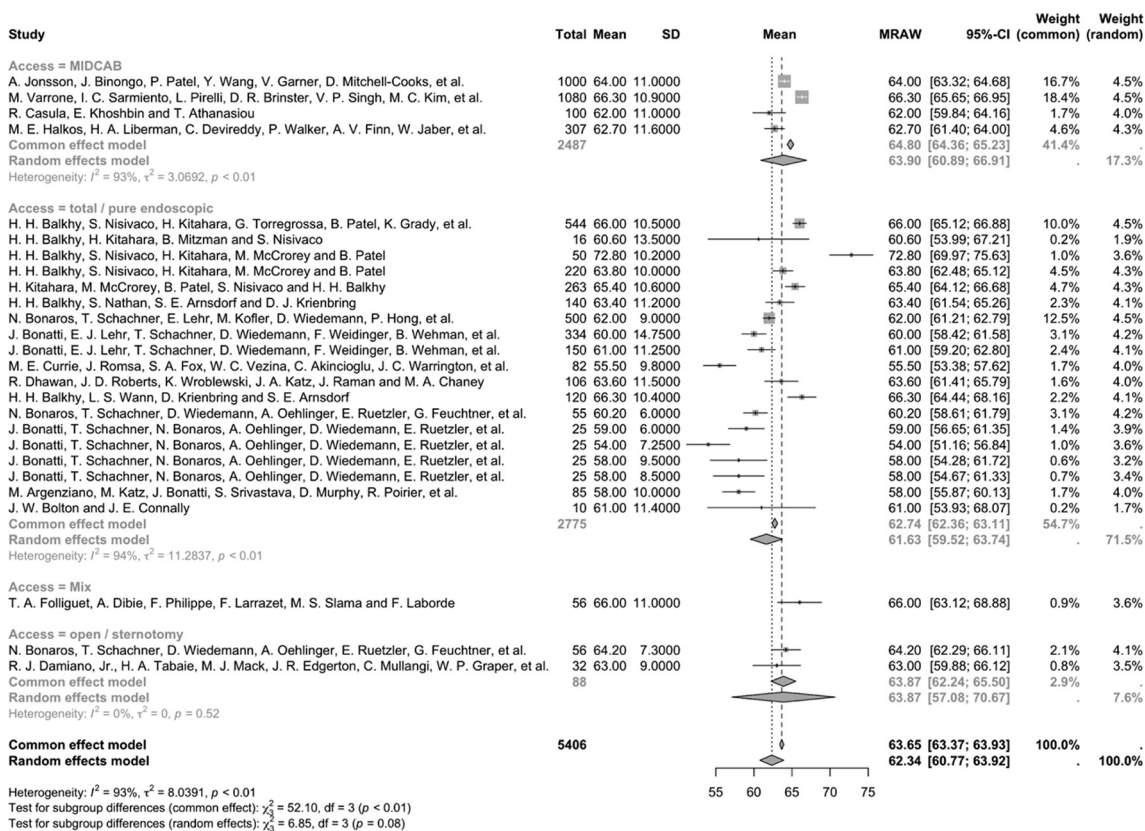 Study Total Mean SD Mean MRAW 95%-CI Weight (common) Weight (random)
Access = MIDCAB
A. Jonsson, J. Binongo, P. Patel, Y. Wang, V. Garner, D. Mitchell-Cooks, et al. 1000 64.00 11.0000 64.00 [63.32; 64.68] 16.7% 4.5%
M. Varrone, I. C. Sarmiento, L. Pirelli, D. R. Brinster, V. P. Singh, M. C. Kim, et al. 1080 66.30 10.9000 66.30 [65.65; 66.95] 18.4% 4.5%
R. Casula, E. Khoshbin and T. Athanasiou 100 62.00 11.0000 62.00 [59.84; 64.16] 1.7% 4.0%
M. E. Halkos, H. A. Liberman, C. Devireddy, P. Walker, A. V. Finn, W. Jaber, et al. 307 62.70 11.6000 62.70 [61.40; 64.00] 4.6% 4.3%
Common effect model 2487 64.80 [64.36; 65.23] 41.4% .
Random effects model 63.90 [60.89; 66.91] . 17.3%
Heterogeneity: I² = 93%, τ² = 3.0692, p < 0.01
Access = total / pure endoscopic
H. H. Balkhy, S. Nisivaco, H. Kitahara, G. Torregrossa, B. Patel, K. Grady, et al. 544 66.00 10.5000 66.00 [65.12; 66.88] 10.0% 4.5%
H. H. Balkhy, H. Kitahara, B. Mitzman and S. Nisivaco 16 60.60 13.5000 60.60 [53.99; 67.21] 0.2% 1.9%
H. H. Balkhy, S. Nisivaco, H. Kitahara, M. McCrorey and B. Patel 50 72.80 10.2000 72.80 [69.97; 75.63] 1.0% 3.6%
H. H. Balkhy, S. Nisivaco, H. Kitahara, M. McCrorey and B. Patel 220 63.80 10.0000 63.80 [62.48; 65.12] 4.5% 4.3%
H. Kitahara, M. McCrorey, B. Patel, S. Nisivaco and H. H. Balkhy 263 65.40 10.6000 65.40 [64.12; 66.68] 4.7% 4.3%
H. H. Balkhy, S. Nathan, S. E. Arnsdorf and D. J. Krienbring 140 63.40 11.2000 63.40 [61.54; 65.26] 2.3% 4.1%
N. Bonaros, T. Schachner, E. Lehr, M. Kofler, D. Wiedemann, P. Hong, et al. 500 62.00 9.0000 62.00 [61.21; 62.79] 12.5% 4.5%
J. Bonatti, E. J. Lehr, T. Schachner, D. Wiedemann, F. Weidinger, B. Wehman, et al. 334 60.00 14.7500 60.00 [58.42; 61.58] 3.1% 4.2%
J. Bonatti, E. J. Lehr, T. Schachner, D. Wiedemann, F. Weidinger, B. Wehman, et al. 150 61.00 11.2500 61.00 [59.20; 62.80] 2.4% 4.1%
M. E. Currie, J. Romsa, S. A. Fox, W. C. Vezina, C. Akincioglu, J. C. Warrington, et al. 82 55.50 9.8000 55.50 [53.38; 57.62] 1.7% 4.0%
R. Dhawan, J. D. Roberts, K. Wroblewski, J. A. Katz, J. Raman and M. A. Chaney 106 63.60 11.5000 63.60 [61.41; 65.79] 1.6% 4.0%
H. H. Balkhy, L. S. Wann, D. Krienbring and S. E. Arnsdorf 120 66.30 10.4000 66.30 [64.44; 68.16] 2.2% 4.1%
N. Bonaros, T. Schachner, D. Wiedemann, A. Oehlinger, E. Ruetzler, G. Feuchtner, et al. 55 60.20 6.0000 60.20 [58.61; 61.79] 3.1% 4.2%
J. Bonatti, T. Schachner, N. Bonaros, A. Oehlinger, D. Wiedemann, E. Ruetzler, et al. 25 59.00 6.0000 59.00 [56.65; 61.35] 1.4% 3.9%
J. Bonatti, T. Schachner, N. Bonaros, A. Oehlinger, D. Wiedemann, E. Ruetzler, et al. 25 54.00 7.2500 54.00 [51.16; 56.84] 1.0% 3.6%
J. Bonatti, T. Schachner, N. Bonaros, A. Oehlinger, D. Wiedemann, E. Ruetzler, et al. 25 58.00 9.5000 58.00 [54.28; 61.72] 0.6% 3.2%
J. Bonatti, T. Schachner, N. Bonaros, A. Oehlinger, D. Wiedemann, E. Ruetzler, et al. 25 58.00 8.5000 58.00 [54.67; 61.33] 0.7% 3.4%
M. Argenziano, M. Katz, J. Bonatti, S. Srivastava, D. Murphy, R. Poirier, et al. 85 58.00 10.0000 58.00 [55.87; 60.13] 1.7% 4.0%
J. W. Bolton and J. E. Connally 10 61.00 11.4000 61.00 [53.93; 68.07] 0.2% 1.7%
Common effect model 2775 62.74 [62.36; 63.11] 54.7% .
Random effects model 61.63 [59.52; 63.74] . 71.5%
Heterogeneity: I² = 94%, τ² = 11.2837, p < 0.01
Access = Mix
T. A. Folliguet, A. Dibie, F. Philippe, F. Larrazet, M. S. Slama and F. Laborde 56 66.00 11.0000 66.00 [63.12; 68.88] 0.9% 3.6%
Access = open / sternotomy
N. Bonaros, T. Schachner, D. Wiedemann, A. Oehlinger, E. Ruetzler, G. Feuchtner, et al. 56 64.20 7.3000 64.20 [62.29; 66.11] 2.1% 4.1%
R. J. Damiano, Jr., H. A. Tabaie, M. J. Mack, J. R. Edgerton, C. Mullangi, W. P. Graper, et al. 32 63.00 9.0000 63.00 [59.88; 66.12] 0.8% 3.5%
Common effect model 88 63.87 [62.24; 65.50] 2.9% .
Random effects model 63.87 [57.08; 70.67] . 7.6%
Heterogeneity: I² = 0%, τ² = 0, p = 0.52
Common effect model 5406 63.65 [63.37; 63.93] 100.0% .
Random effects model 62.34 [60.77; 63.92] . 100.0%
Heterogeneity: I² = 93%, τ² = 8.0391, p < 0.01
55 60 65 70 75
Test for subgroup differences (common effect): χ²₃ = 52.10, df = 3 (p < 0.01)
Test for subgroup differences (random effects): χ²₃ = 6.85, df = 3 (p = 0.08)